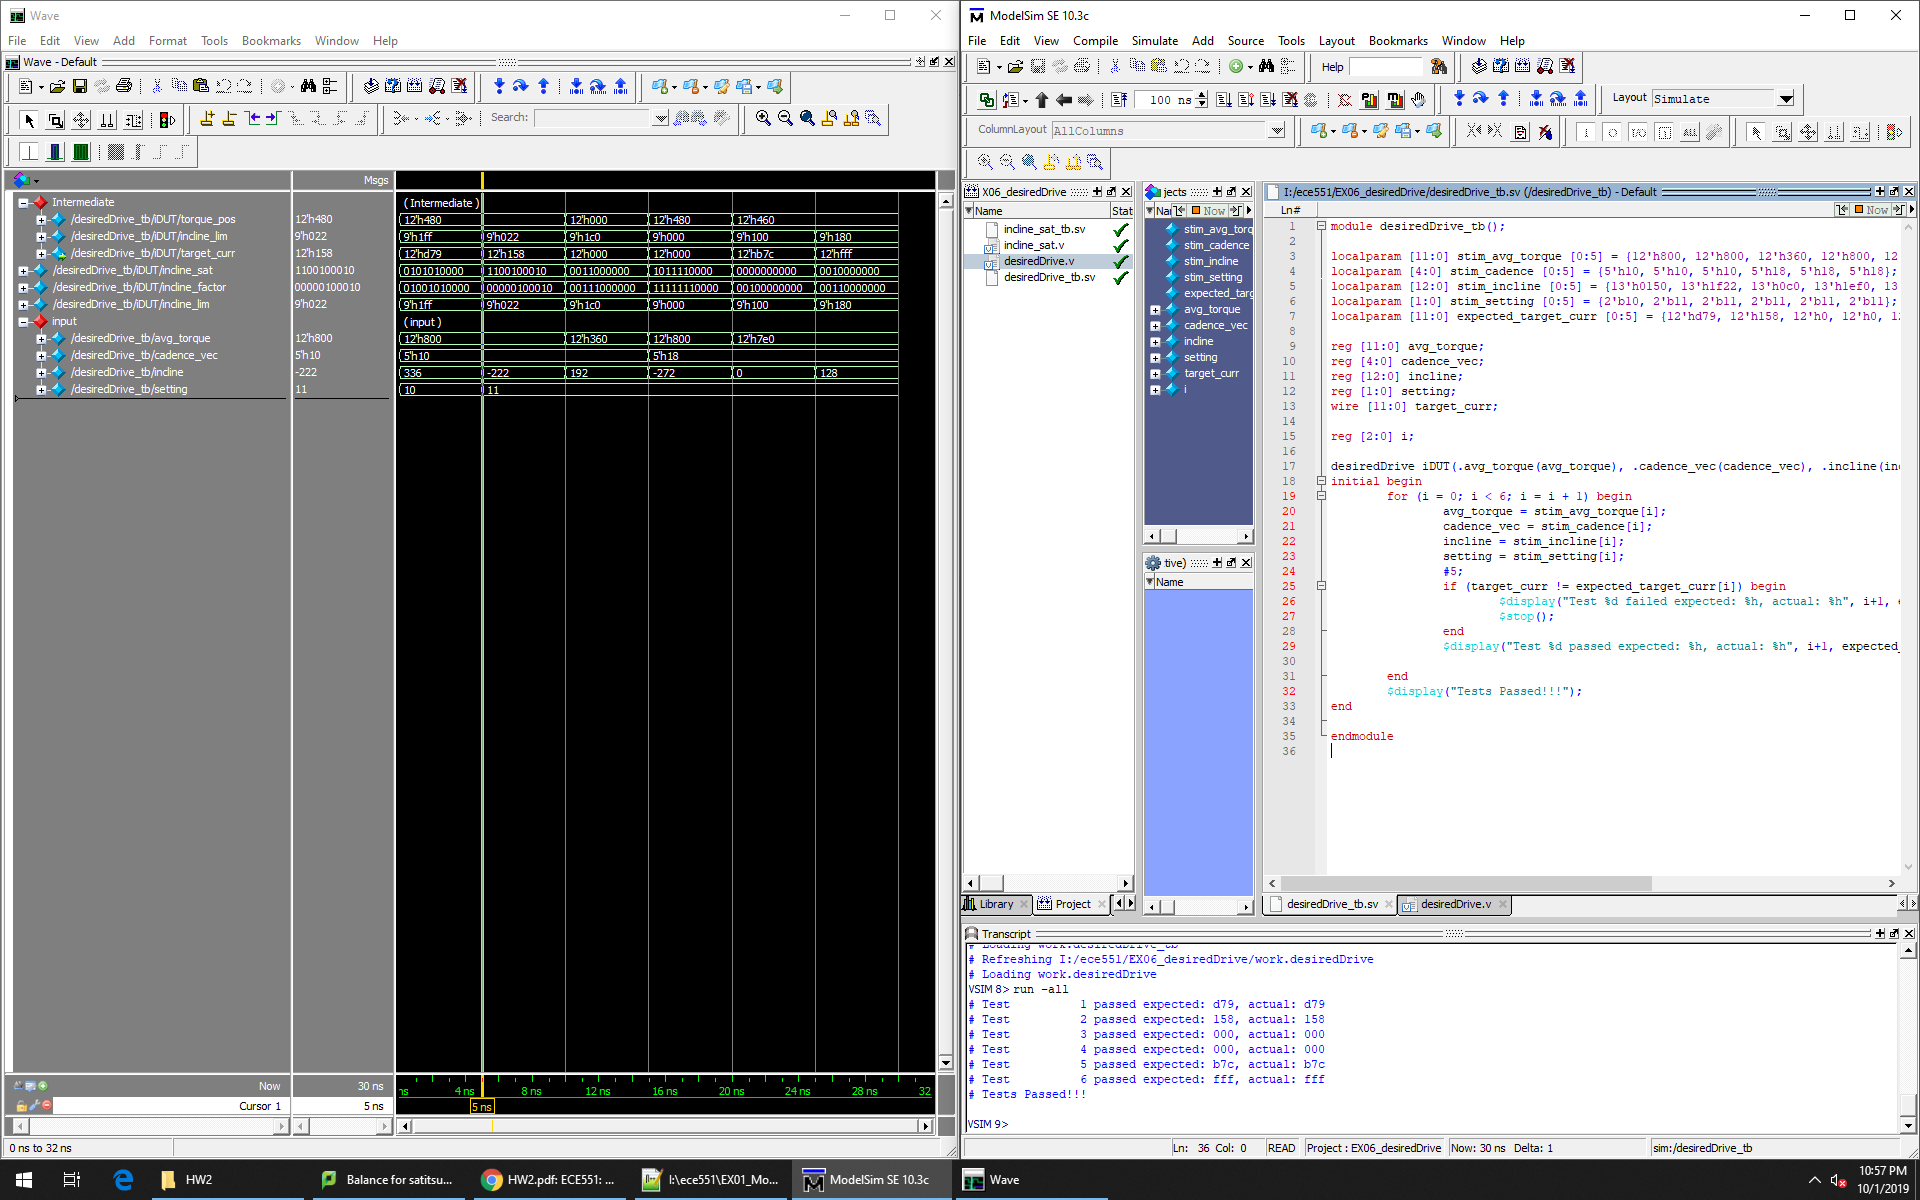 Wave
File Edit View Add Format Tools Bookmarks Window Help
Wave - Default
Search:
Msgs
Intermediate
/desiredDrive_tb/iDUT/torque_pos 12'h480
/desiredDrive_tb/iDUT/incline_lim 9'h022
/desiredDrive_tb/iDUT/target_curr 12'h158
/desiredDrive_tb/iDUT/incline_sat 1100100010
/desiredDrive_tb/iDUT/incline_factor 00000100010
/desiredDrive_tb/iDUT/incline_lim 9'h022
input
/desiredDrive_tb/avg_torque 12'h800
/desiredDrive_tb/cadence_vec 5'h10
/desiredDrive_tb/incline -222
/desiredDrive_tb/setting 11
( Intermediate )
12'h480 12'h000 12'h480 12'h460
9'h1ff 9'h022 9'h1c0 9'h000 9'h100 9'h180
12'hd79 12'h158 12'h000 12'h000 12'hb7c 12'hfff
0101010000 1100100010 0011000000 1011110000 0000000000 0010000000
01001010000 00000100010 00111000000 11111110000 00100000000 00110000000
9'h1ff 9'h022 9'h1c0 9'h000 9'h100 9'h180
( input )
12'h800 12'h360 12'h800 12'h7e0
5'h10 5'h18
336 -222 192 -272 0 128
10 11
Now 30 ns
Cursor 1 5 ns
ns 4 ns 8 ns 12 ns 16 ns 20 ns 24 ns 28 ns 32
5 ns
0 ns to 32 ns
ModelSim SE 10.3c
File Edit View Compile Simulate Add Source Tools Layout Bookmarks Window Help
Help
100 ns
Layout Simulate
ColumnLayout AllColumns
X06_desiredDrive
Name Stat
incline_sat_tb.sv
incline_sat.v
desiredDrive.v
desiredDrive_tb.sv
Library Project
jects
Now
stim_avg_torq
stim_cadence
stim_incline
stim_setting
expected_targ
avg_torque
cadence_vec
incline
setting
target_curr
i
tive)
Name
I:/ece551/EX06_desiredDrive/desiredDrive_tb.sv (/desiredDrive_tb) - Default
Ln# Now
1 module desiredDrive_tb();
2
3 localparam [11:0] stim_avg_torque [0:5] = {12'h800, 12'h800, 12'h360, 12'h800, 12
4 localparam [4:0] stim_cadence [0:5] = {5'h10, 5'h10, 5'h10, 5'h18, 5'h18, 5'h18};
5 localparam [12:0] stim_incline [0:5] = {13'h0150, 13'h1f22, 13'h0c0, 13'h1ef0, 13
6 localparam [1:0] stim_setting [0:5] = {2'b10, 2'b11, 2'b11, 2'b11, 2'b11, 2'b11};
7 localparam [11:0] expected_target_curr [0:5] = {12'hd79, 12'h158, 12'h0, 12'h0, 12
8
9 reg [11:0] avg_torque;
10 reg [4:0] cadence_vec;
11 reg [12:0] incline;
12 reg [1:0] setting;
13 wire [11:0] target_curr;
14
15 reg [2:0] i;
16
17 desiredDrive iDUT(.avg_torque(avg_torque), .cadence_vec(cadence_vec), .incline(inc
18 initial begin
19 for (i = 0; i < 6; i = i + 1) begin
20 avg_torque = stim_avg_torque[i];
21 cadence_vec = stim_cadence[i];
22 incline = stim_incline[i];
23 setting = stim_setting[i];
24 #5;
25 if (target_curr != expected_target_curr[i]) begin
26 $display("Test %d failed expected: %h, actual: %h", i+1, e
27 $stop();
28 end
29 $display("Test %d passed expected: %h, actual: %h", i+1, expected_
30
31 end
32 $display("Tests Passed!!!");
33 end
34
35 endmodule
36
desiredDrive_tb.sv desiredDrive.v
Transcript
# Loading work.desiredDrive_tb
# Refreshing I:/ece551/EX06_desiredDrive/work.desiredDrive
# Loading work.desiredDrive
VSIM 8> run -all
# Test 1 passed expected: d79, actual: d79
# Test 2 passed expected: 158, actual: 158
# Test 3 passed expected: 000, actual: 000
# Test 4 passed expected: 000, actual: 000
# Test 5 passed expected: b7c, actual: b7c
# Test 6 passed expected: fff, actual: fff
# Tests Passed!!!
VSIM 9>
Ln: 36 Col: 0 READ Project : EX06_desiredDrive Now: 30 ns Delta: 1 sim:/desiredDrive_tb
HW2 Balance for satitsu... HW2.pdf: ECE551: ... I:\ece551\EX01_Mo... ModelSim SE 10.3c Wave
10:57 PM
10/1/2019